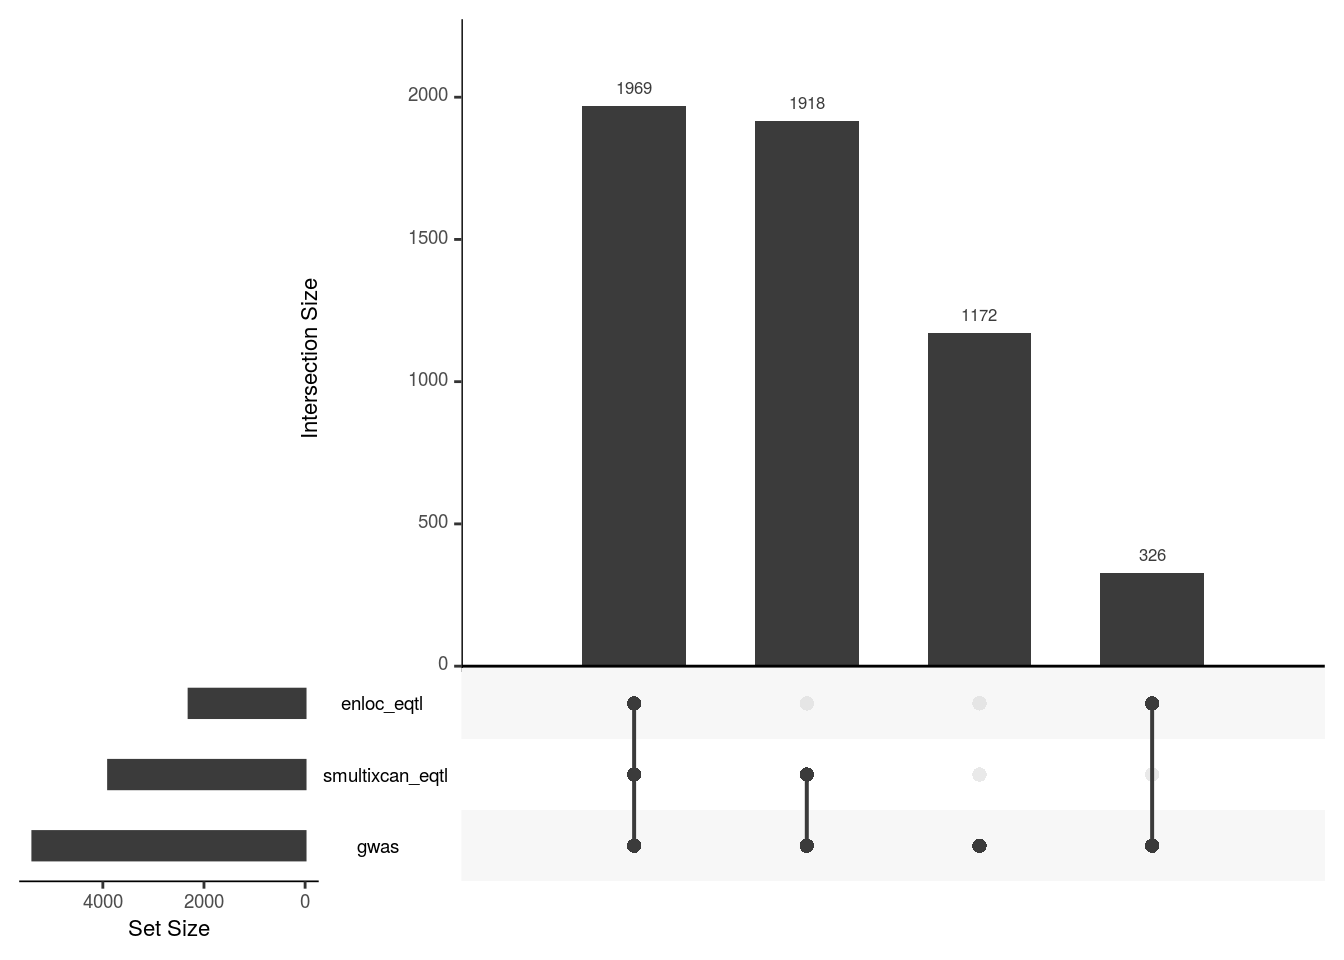 1969
1918
1172
326
2000
1500
1000
500
0
Intersection Size
enloc_eqtl
smultixcan_eqtl
gwas
4000 2000 0
Set Size